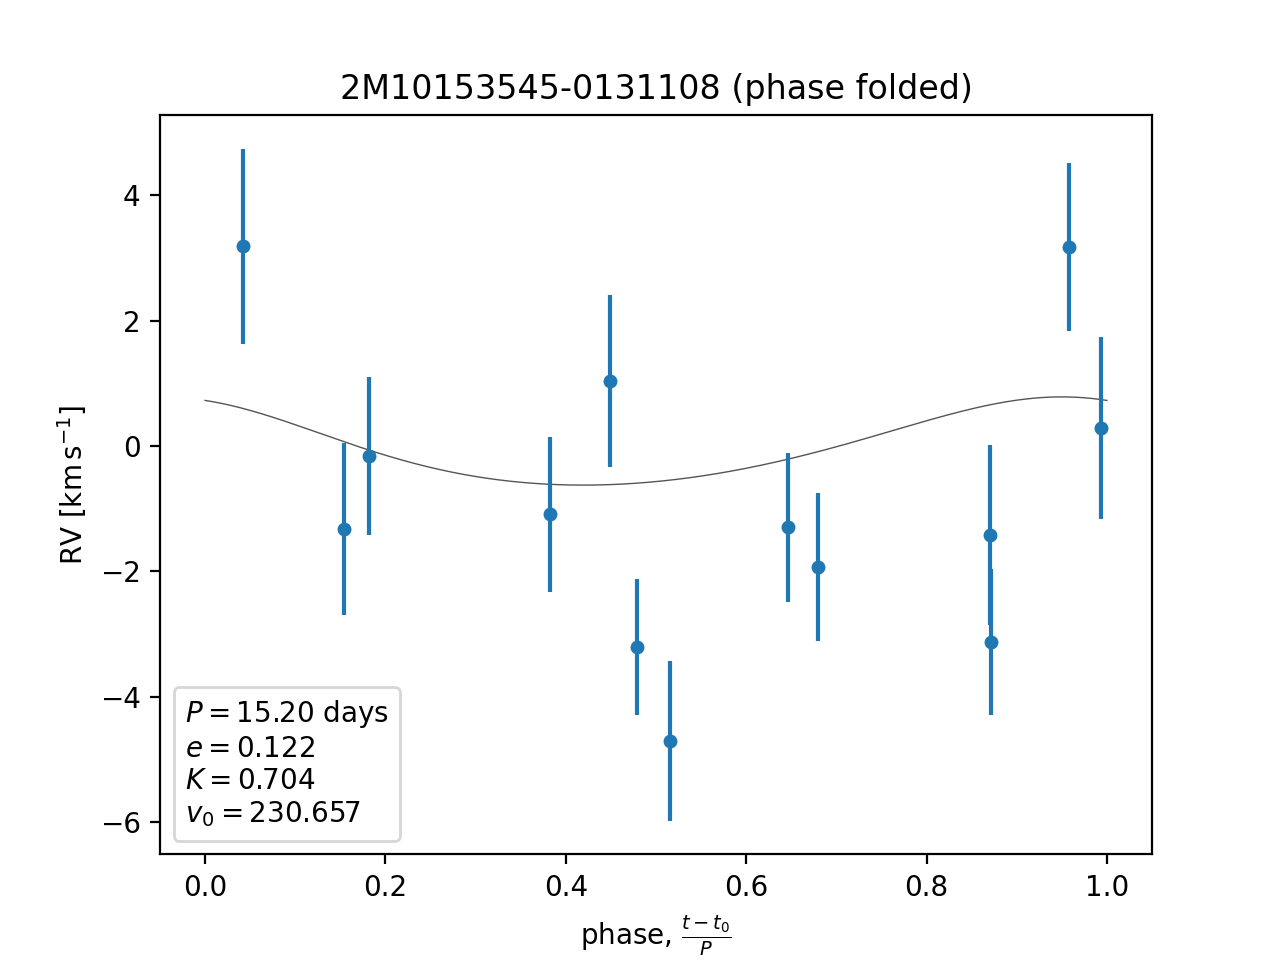 2M10153545-0131108 (phase folded)
RV [km s⁻¹]
4
2
0
−2
−4
−6
P = 15.20 days
e = 0.122
K = 0.704
v₀ = 230.657
0.0 0.2 0.4 0.6 0.8 1.0
phase, (t − t₀)/P